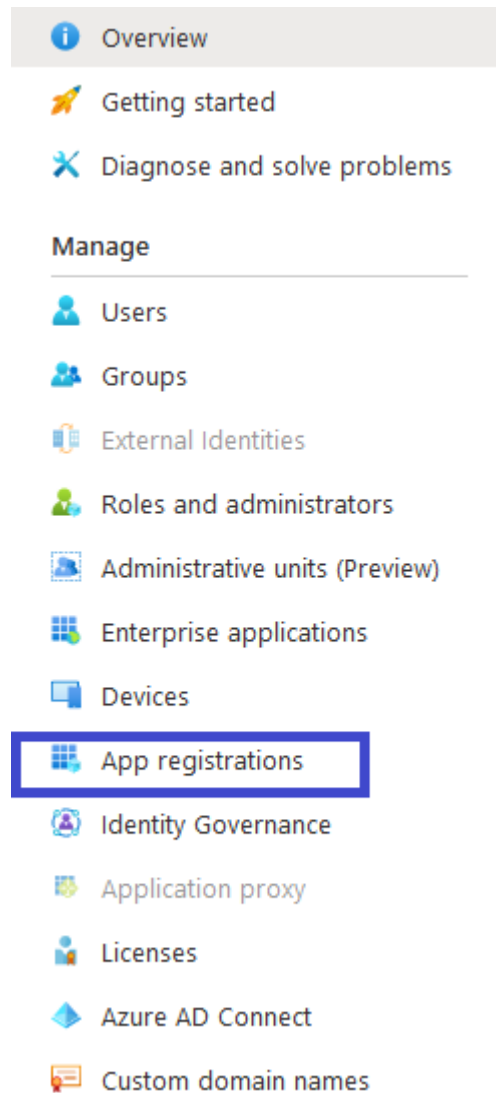 Overview
Getting started
Diagnose and solve problems
Manage
Users
Groups
External Identities
Roles and administrators
Administrative units (Preview)
Enterprise applications
Devices
App registrations
Identity Governance
Application proxy
Licenses
Azure AD Connect
Custom domain names